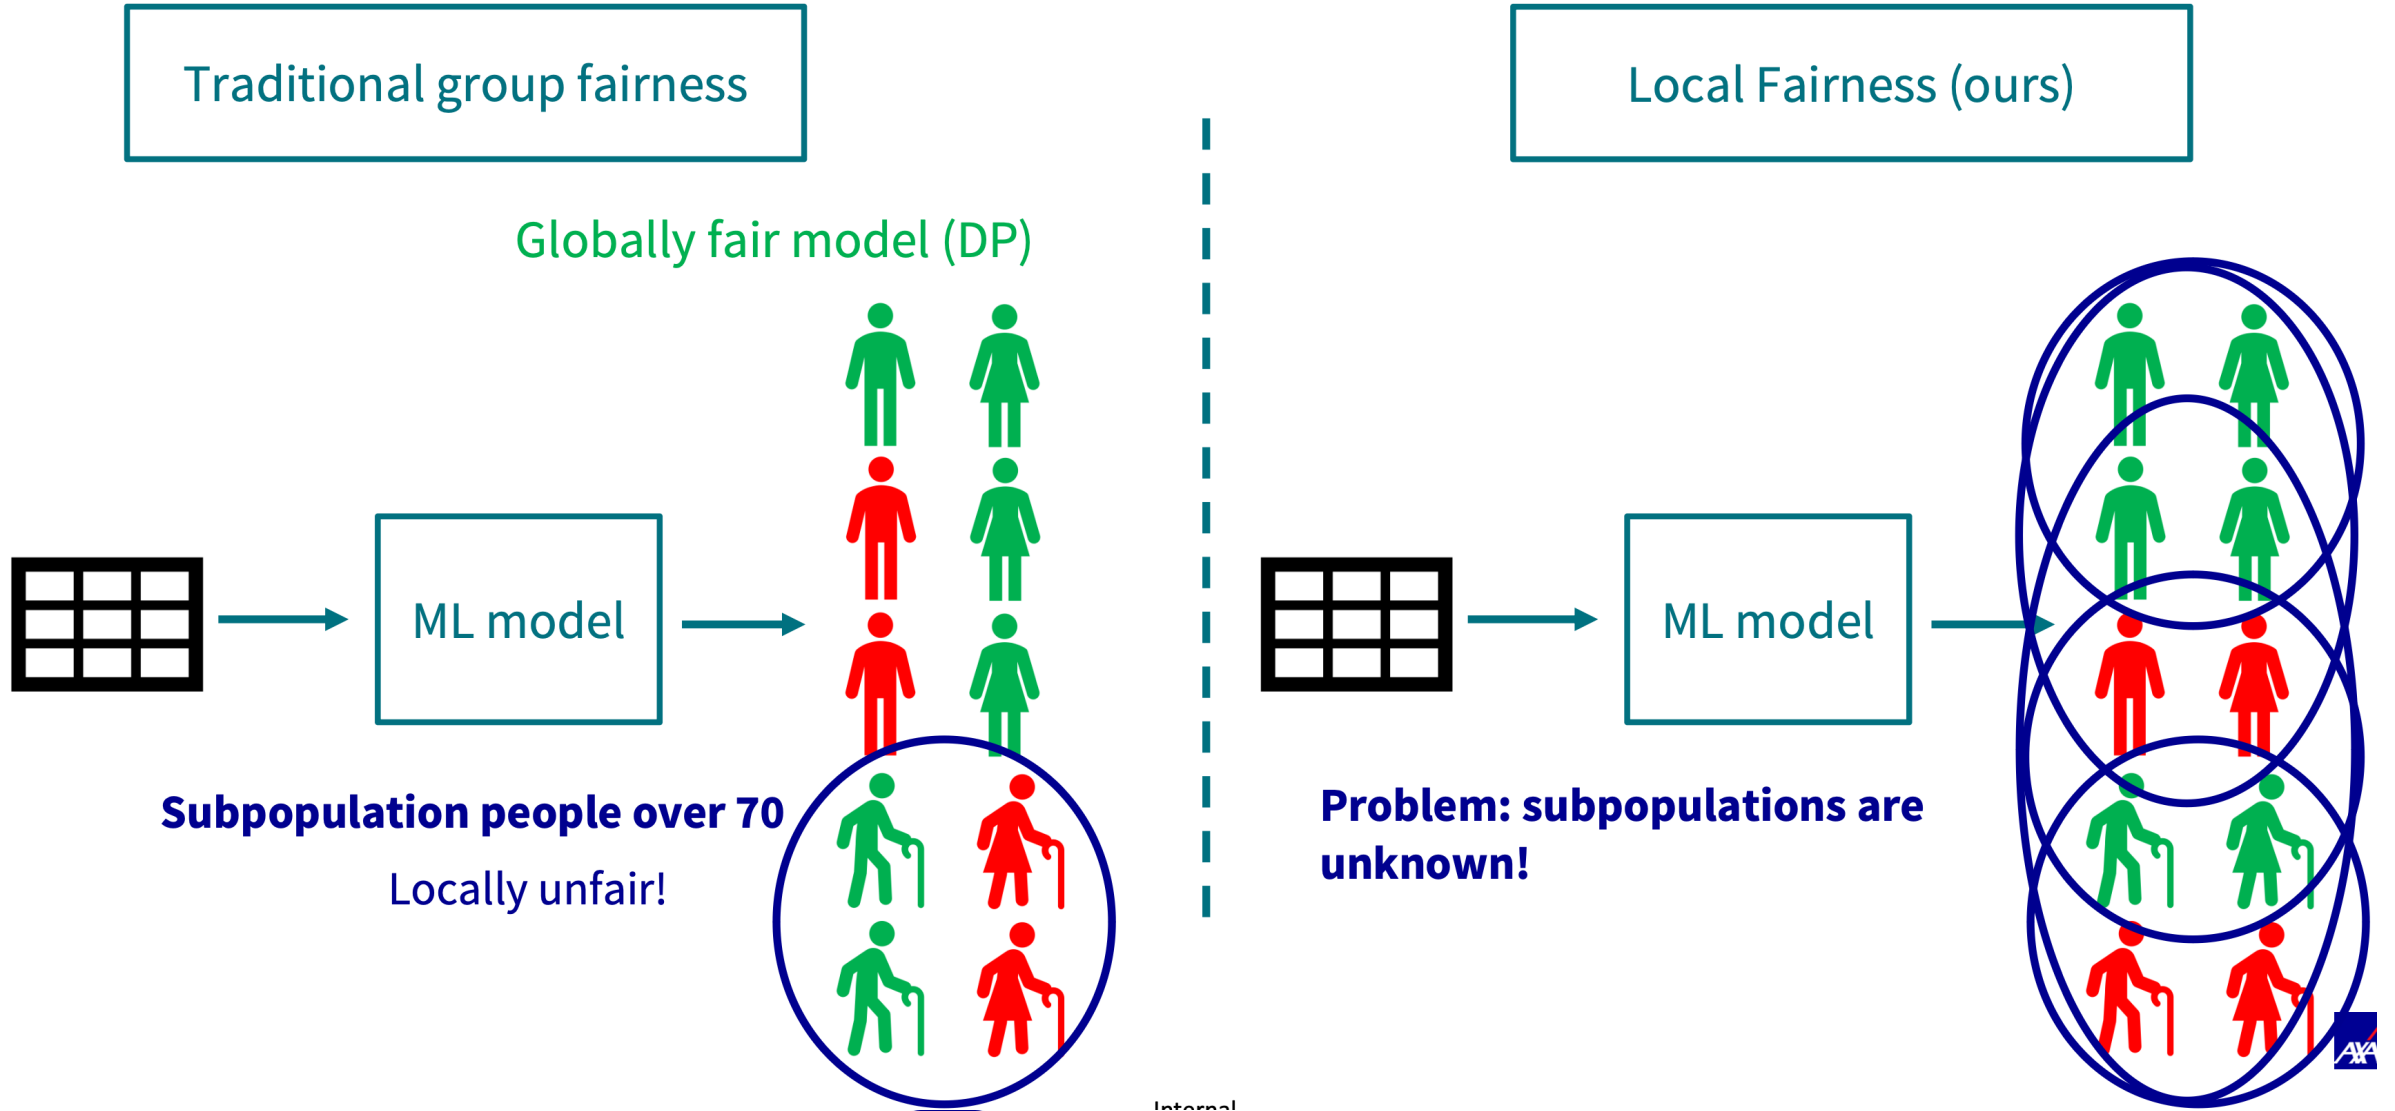 Traditional group fairness
Globally fair model (DP)
ML model
Subpopulation people over 70
Locally unfair!
Local Fairness (ours)
ML model
Problem: subpopulations are
unknown!
AXA
Internal